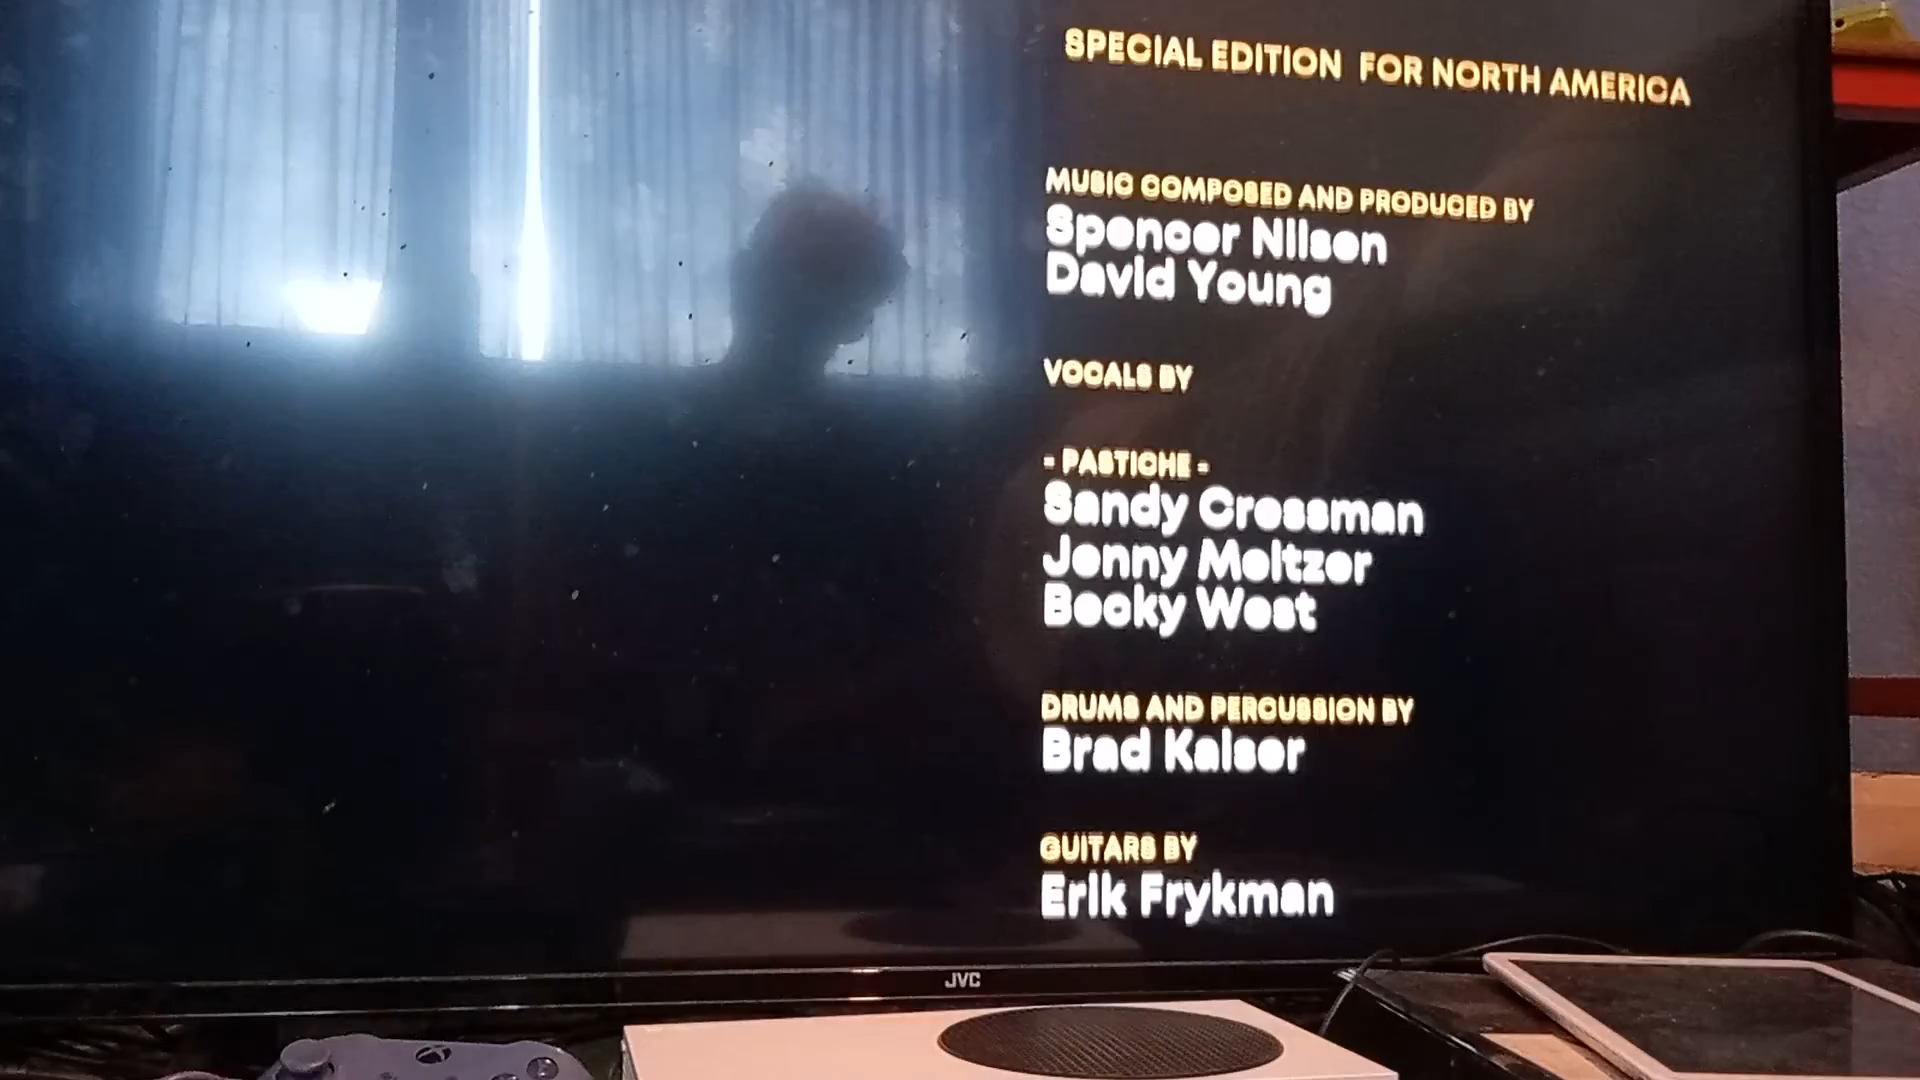 SPECIAL EDITION FOR NORTH AMERICA
MUSIC COMPOSED AND PRODUCED BY
Spencer Nilsen
David Young
VOCALS BY
- PASTICHE -
Sandy Cressman
Jenny Meltzer
Becky West
DRUMS AND PERCUSSION BY
Brad Kaiser
GUITARS BY
Erik Frykman
JVC